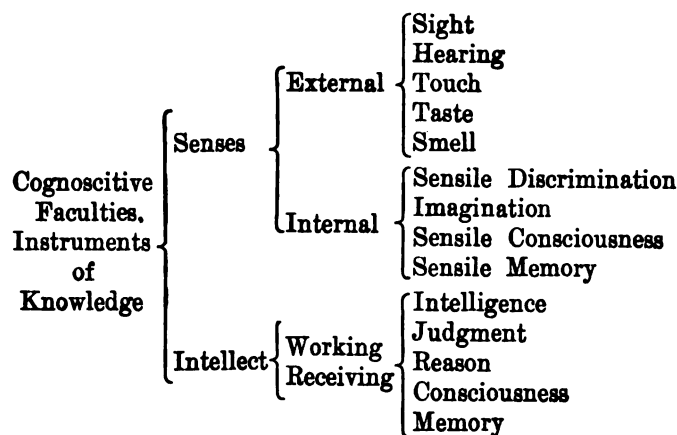 Cognoscitive
Faculties.
Instruments
of
Knowledge
Senses
External
Sight
Hearing
Touch
Taste
Smell
Internal
Sensile Discrimination
Imagination
Sensile Consciousness
Sensile Memory
Intellect
Working
Receiving
Intelligence
Judgment
Reason
Consciousness
Memory